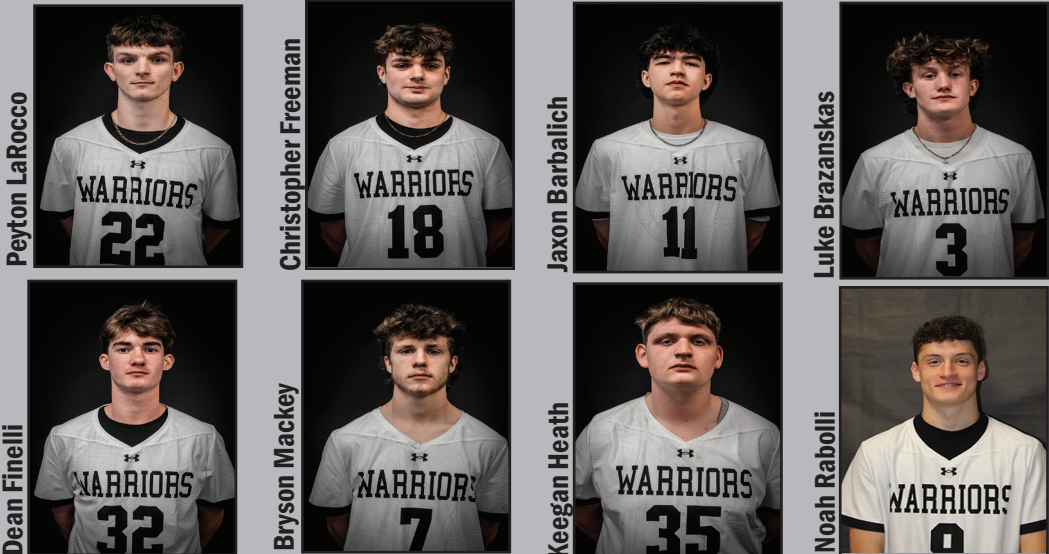 Peyton LaRocco
WARRIORS
22
Christopher Freeman
WARRIORS
18
Jaxon Barbalich
WARRIORS
11
Luke Brazanskas
WARRIORS
3
Dean Finelli
WARRIORS
32
Bryson Mackey
WARRIORS
7
Keegan Heath
WARRIORS
35
Noah Rabolli
WARRIORS